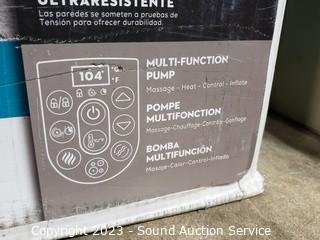 ULTRARESISTENTE
Las paredes se someten a pruebas de
Tensión para ofrecer durabilidad.
104° °C
°F
MULTI-FUNCTION
PUMP
Massage - Heat - Control - Inflate
POMPE
MULTIFONCTION
Massage-Chauffage-Contrôle-Gonflage
BOMBA
MULTIFUNCIÓN
Masaje-Calor-Control-Inflado
Copyright 2023 - Sound Auction Service